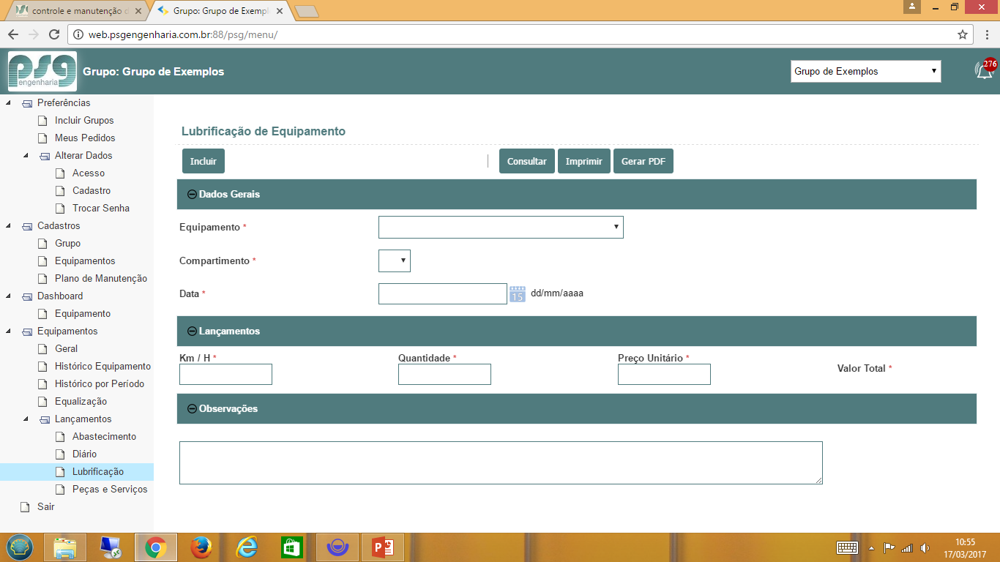 controle e manutenção d
Grupo: Grupo de Exempl
web.psgengenharia.com.br:88/psg/menu/
psg
engenharia
Grupo: Grupo de Exemplos
Grupo de Exemplos
276
Preferências
Incluir Grupos
Meus Pedidos
Alterar Dados
Acesso
Cadastro
Trocar Senha
Cadastros
Grupo
Equipamentos
Plano de Manutenção
Dashboard
Equipamento
Equipamentos
Geral
Histórico Equipamento
Histórico por Período
Equalização
Lançamentos
Abastecimento
Diário
Lubrificação
Peças e Serviços
Sair
Lubrificação de Equipamento
Incluir
Consultar
Imprimir
Gerar PDF
Dados Gerais
Equipamento *
Compartimento *
Data *
15
dd/mm/aaaa
Lançamentos
Km / H *
Quantidade *
Preço Unitário *
Valor Total *
Observações
10:55
17/03/2017